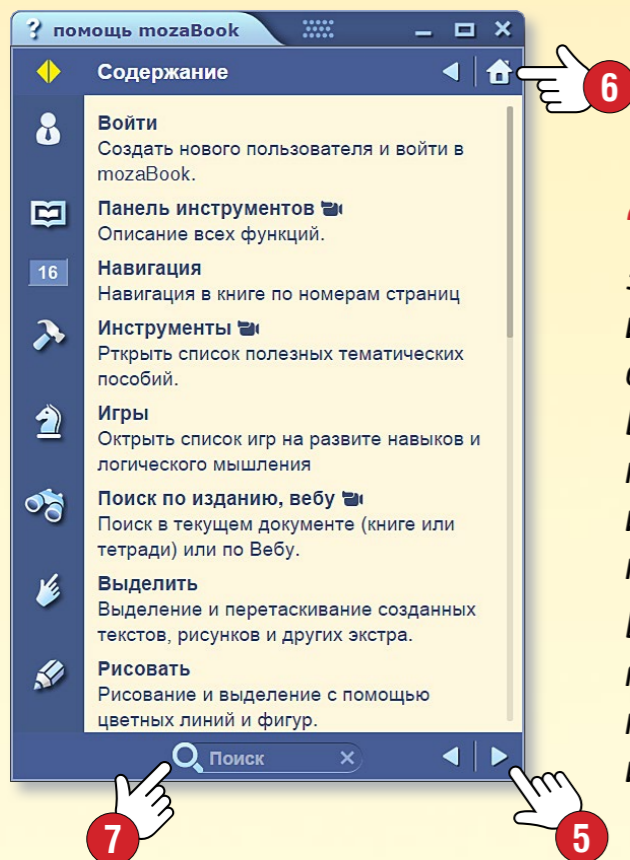 ? помощь mozaBook
Содержание
6
Войти
Создать нового пользователя и войти в
mozaBook.
Панель инструментов
Описание всех функций.
16
Навигация
Навигация в книге по номерам страниц
Инструменты
Рткрыть список полезных тематических
пособий.
Игры
Октрыть список игр на развите навыков и
логического мышления
Поиск по изданию, вебу
Поиск в текущем документе (книге или
тетради) или по Вебу.
Выделить
Выделение и перетаскивание созданных
текстов, рисунков и других экстра.
Рисовать
Рисование и выделение с помощью
цветных линий и фигур.
Поиск
7
5